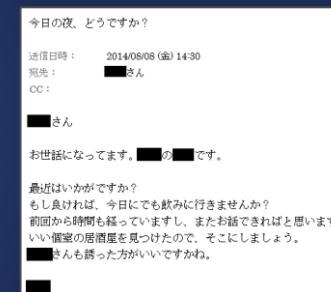 今日の夜、どうですか？
送信日時： 2014/08/08 (金) 14:30
宛先： さん
CC：
さん
お世話になってます。 の です。
最近はいかがですか？
もし良ければ、今日にでも飲みに行きませんか？
前回から時間も経っていますし、またお話できればと思います
いい個室の居酒屋を見つけたので、そこにしましょう。
さんも誘った方がいいですかね。